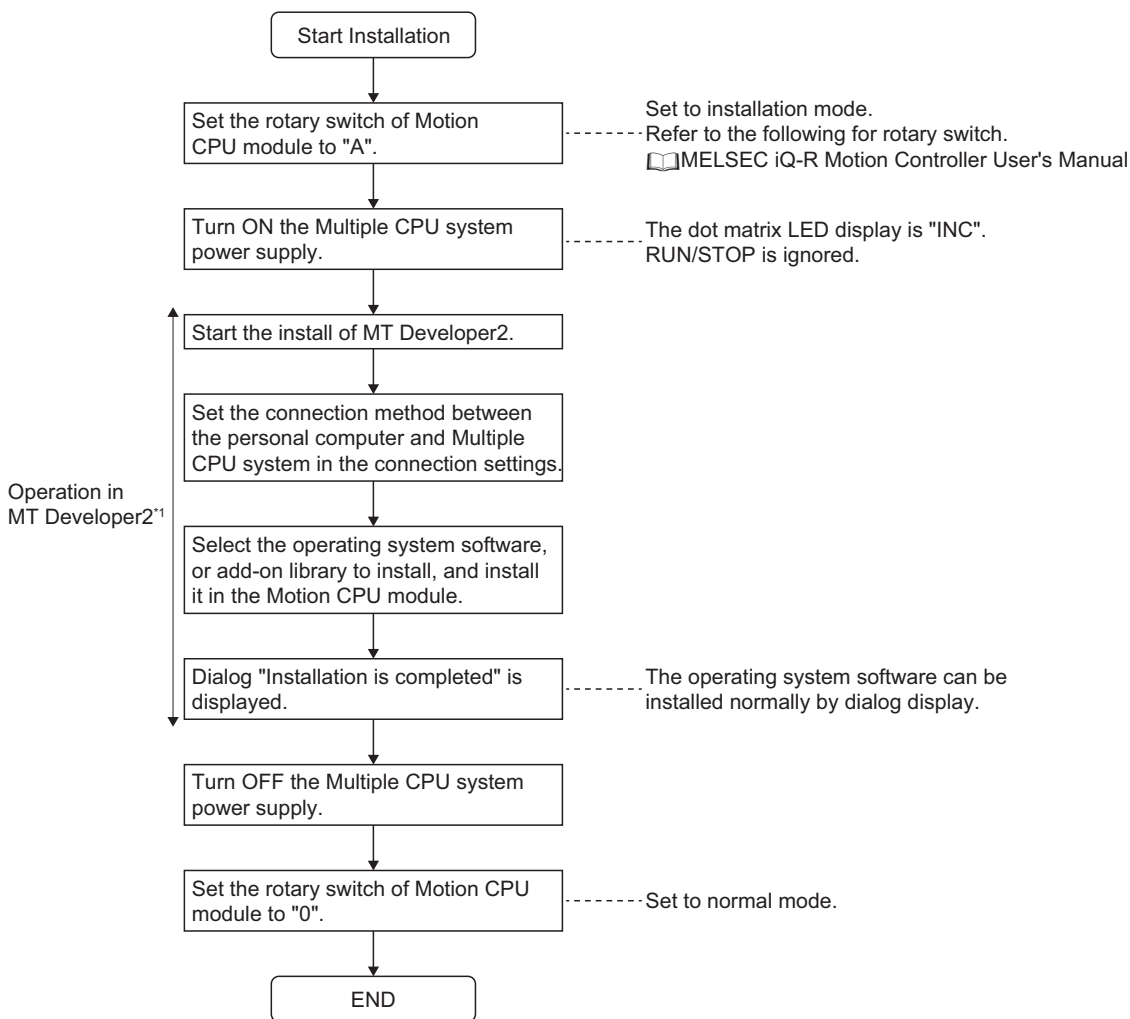 Start Installation
Set the rotary switch of Motion
CPU module to "A".
Set to installation mode.
Refer to the following for rotary switch.
MELSEC iQ-R Motion Controller User's Manual
Turn ON the Multiple CPU system
power supply.
The dot matrix LED display is "INC".
RUN/STOP is ignored.
Operation in
MT Developer2*1
Start the install of MT Developer2.
Set the connection method between
the personal computer and Multiple
CPU system in the connection settings.
Select the operating system software,
or add-on library to install, and install
it in the Motion CPU module.
Dialog "Installation is completed" is
displayed.
The operating system software can be
installed normally by dialog display.
Turn OFF the Multiple CPU system
power supply.
Set the rotary switch of Motion CPU
module to "0".
Set to normal mode.
END